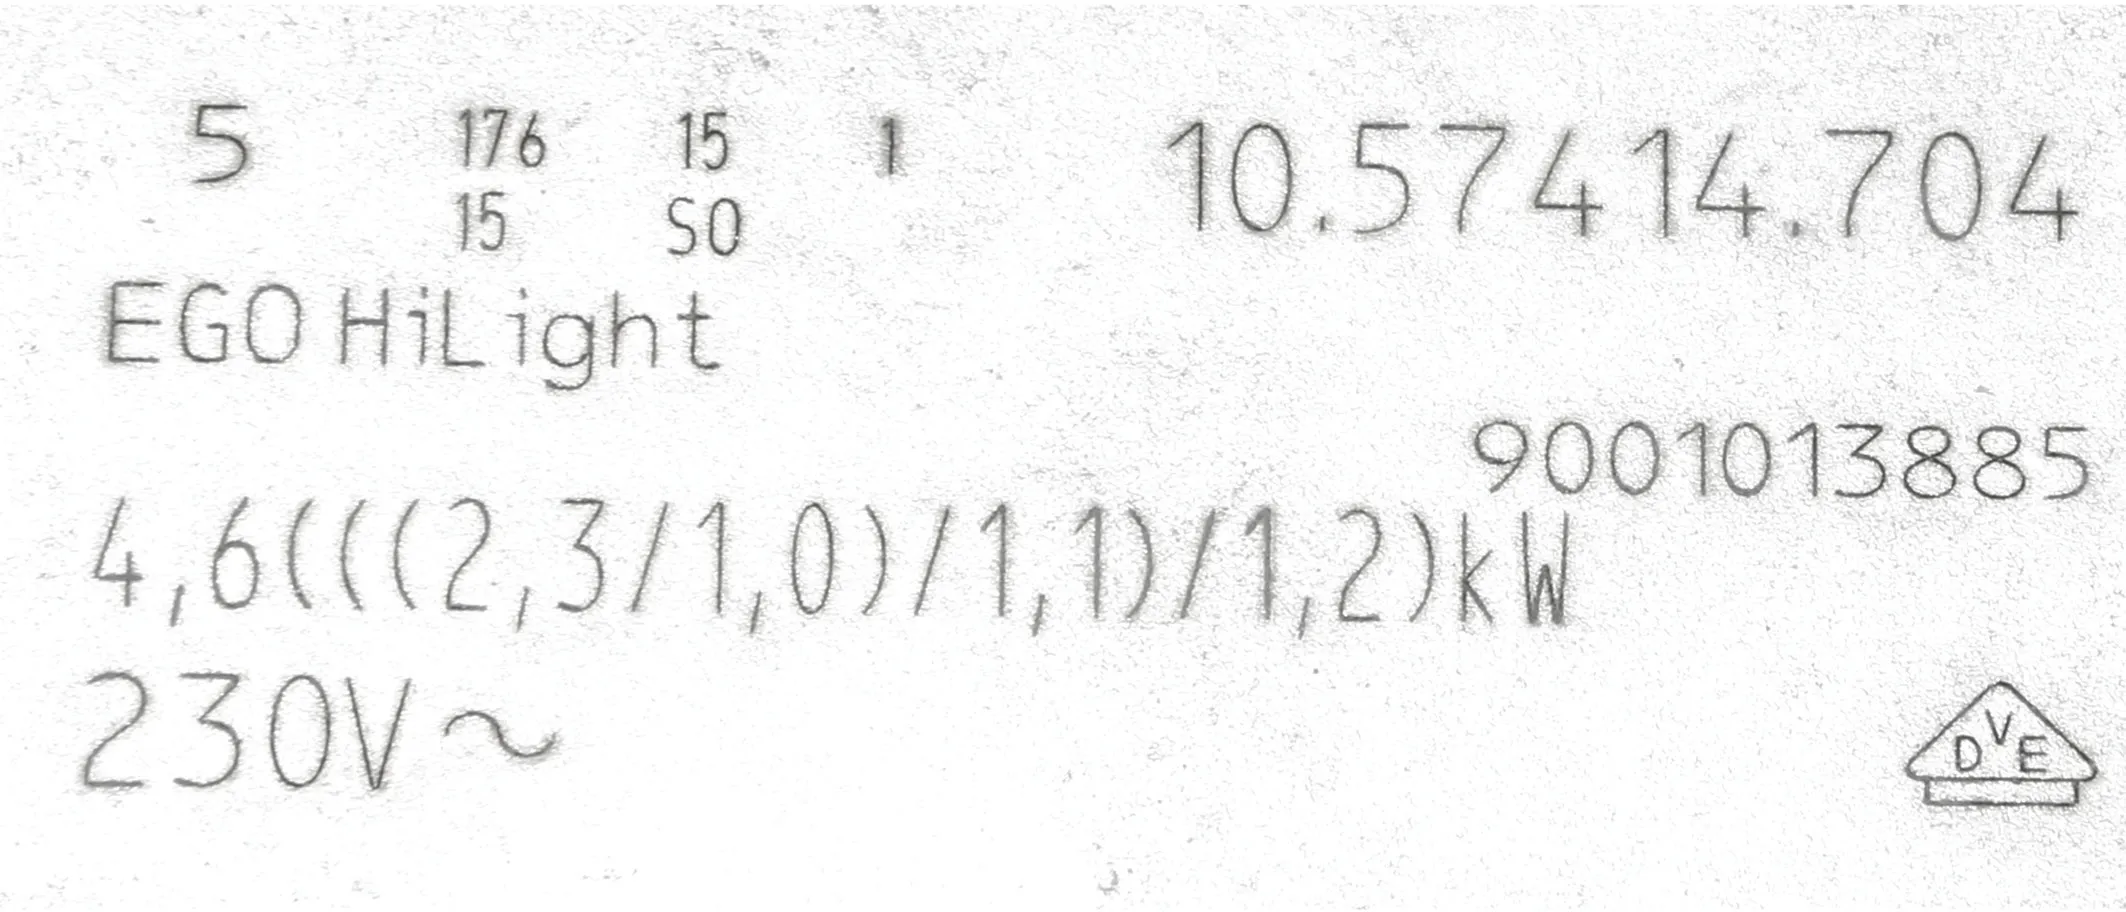 5 176 15 1 10.57414.704
15 SO
EGO HiLight
9001013885
4,6(((2,3/1,0)/1,1)/1,2)kW
230V~
DVE